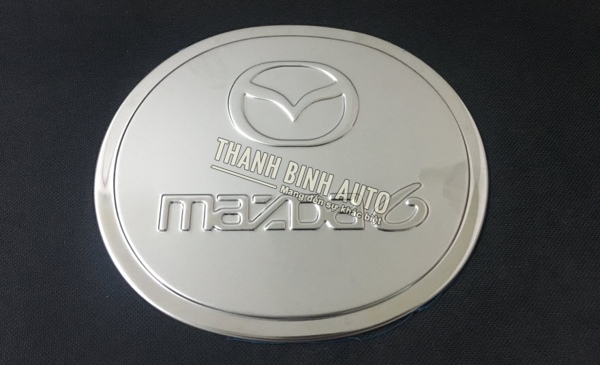 THANH BINH AUTO
Mang đến sự khác biệt
mazda6